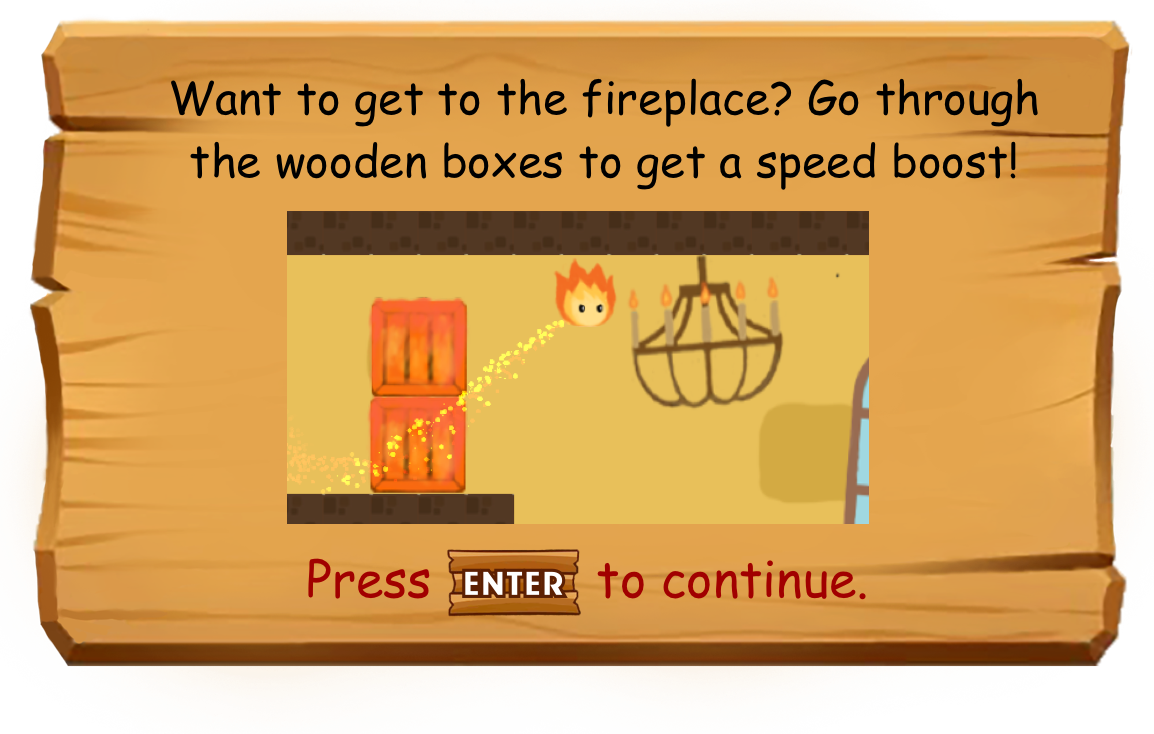 Want to get to the fireplace? Go through
the wooden boxes to get a speed boost!
Press ENTER to continue.